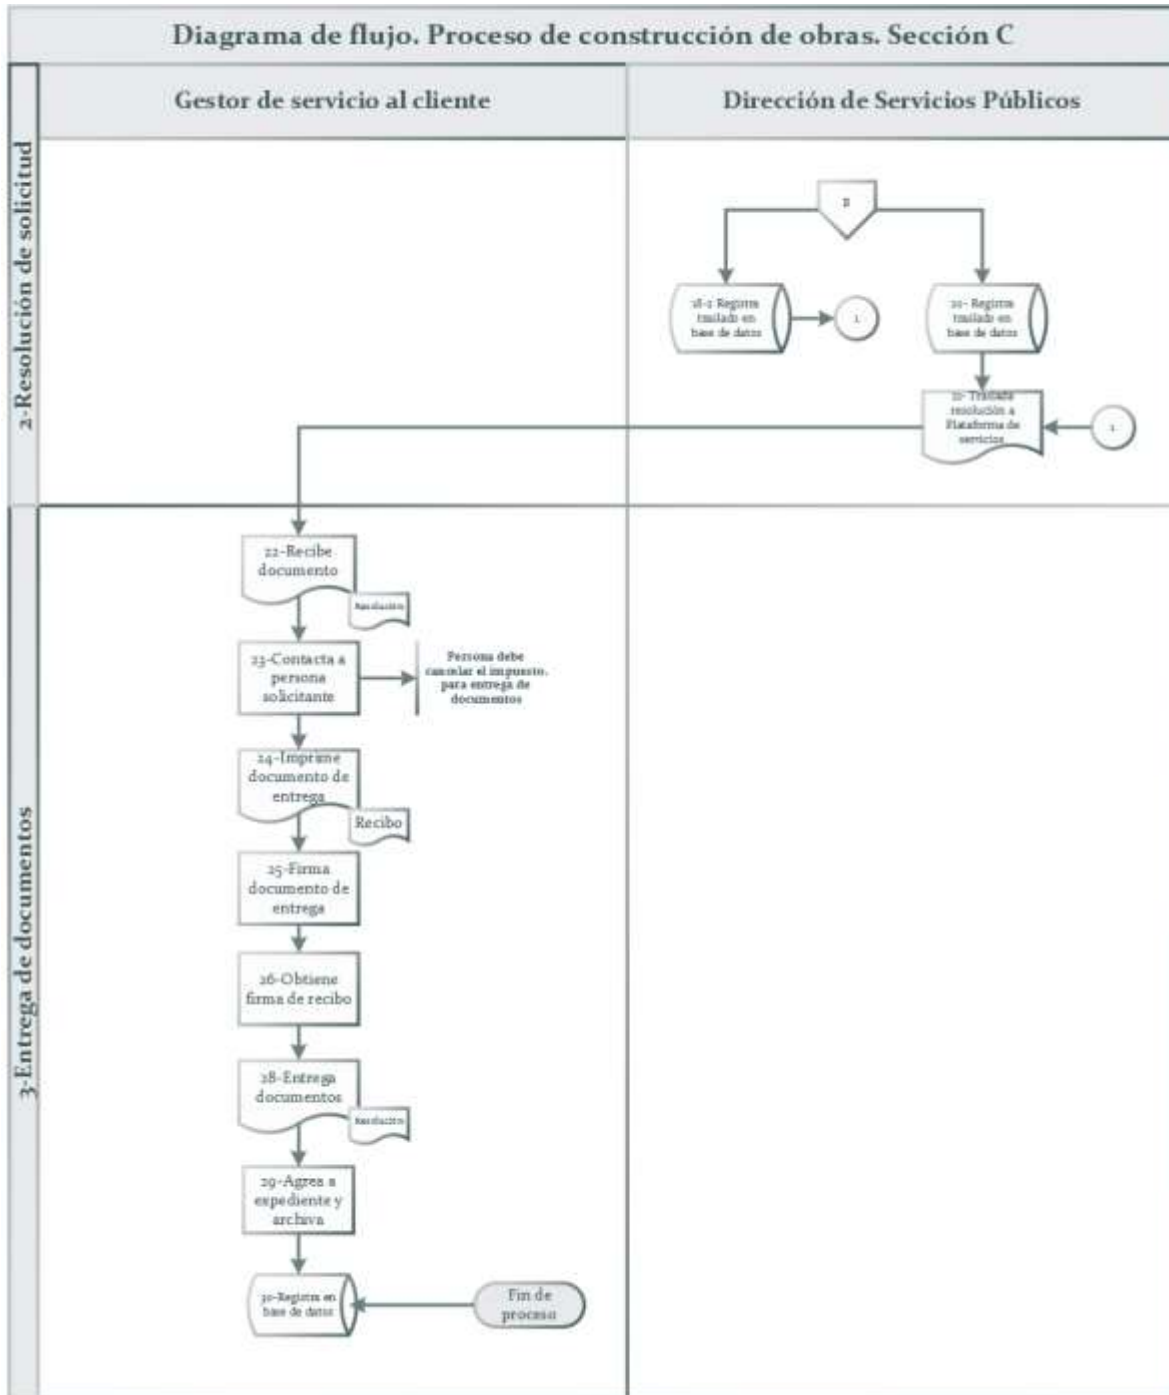 Diagrama de flujo. Proceso de construcción de obras. Sección C
Gestor de servicio al cliente
Dirección de Servicios Públicos
2-Resolución de solicitud
Registra
traslado en
base de datos
1
Registra
traslado en
base de datos
Traslada
resolución a
Plataforma de
servicios
1
3-Entrega de documentos
22-Recibe
documento
Resolución
23-Contacta a
persona
solicitante
Persona debe
cancelar el impuesto,
para entrega de
documentos
24-Imprime
documento de
entrega
Recibo
25-Firma
documento de
entrega
26-Obtiene
firma de recibo
28-Entrega
documentos
Resolución
29-Agrea a
expediente y
archiva
30-Registra en
base de datos
Fin de
proceso